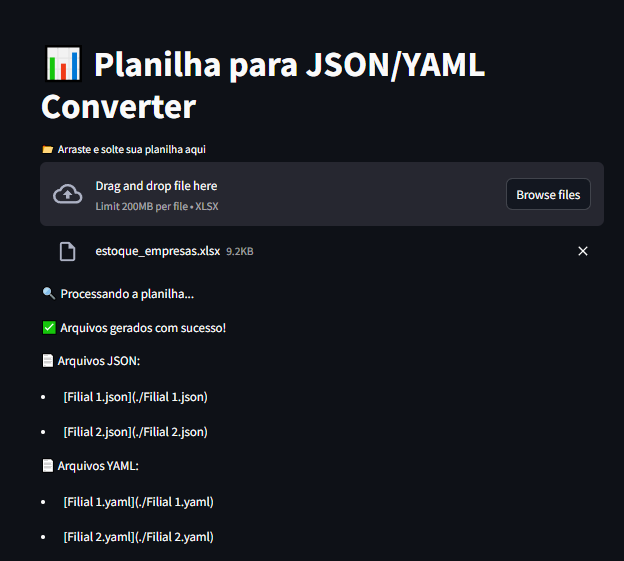 📊 Planilha para JSON/YAML
Converter
📂 Arraste e solte sua planilha aqui
Drag and drop file here
Limit 200MB per file • XLSX
Browse files
estoque_empresas.xlsx 9.2KB
🔍 Processando a planilha...
✅ Arquivos gerados com sucesso!
📄 Arquivos JSON:
• [Filial 1.json](./Filial 1.json)
• [Filial 2.json](./Filial 2.json)
📄 Arquivos YAML:
• [Filial 1.yaml](./Filial 1.yaml)
• [Filial 2.yaml](./Filial 2.yaml)